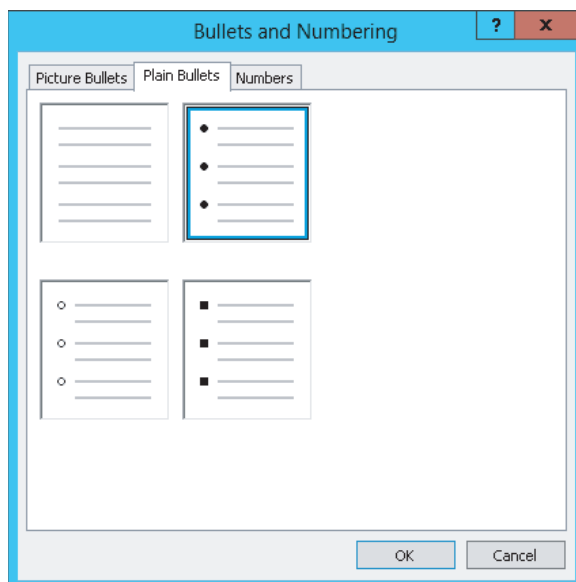 Bullets and Numbering ? x
Picture Bullets Plain Bullets Numbers
OK Cancel